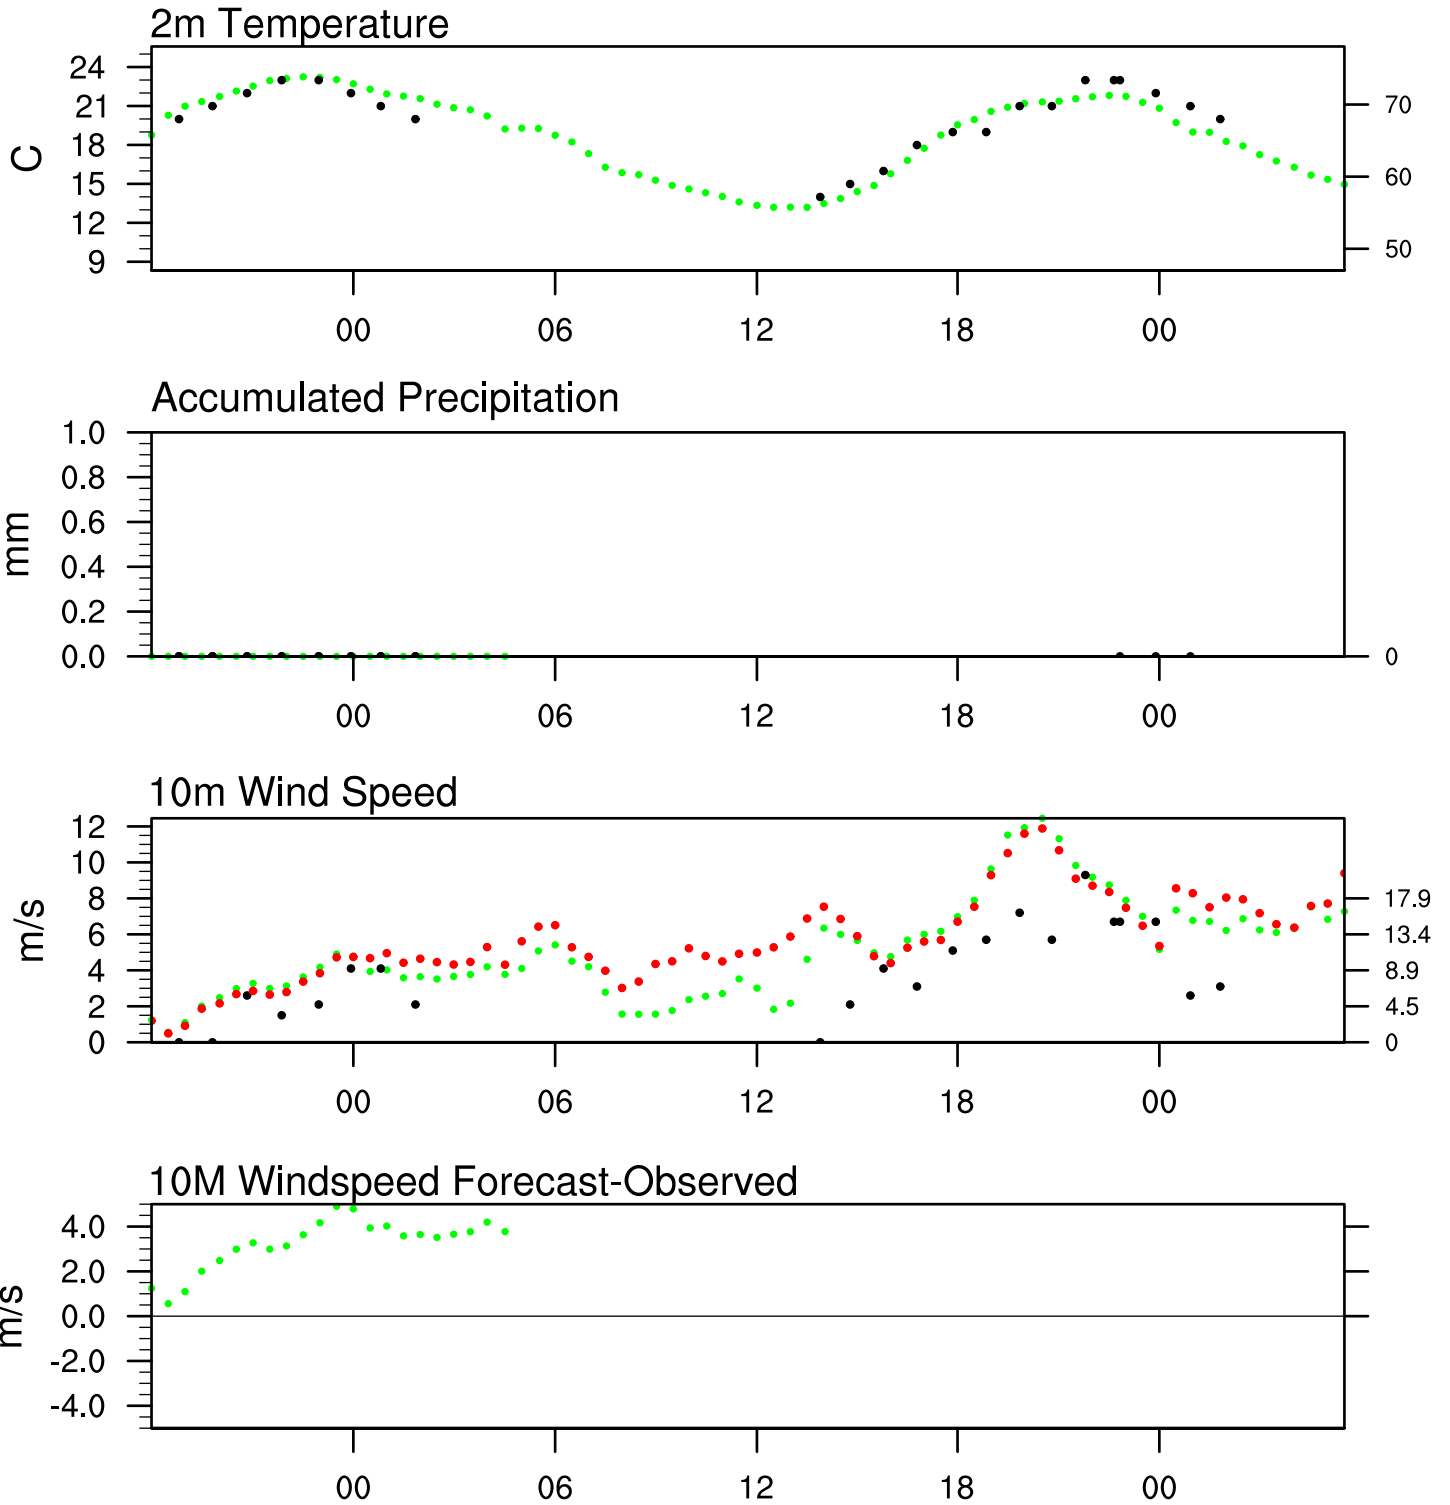 2m Temperature
24
21
18
15
12
9
C
70
60
50
00 06 12 18 00
Accumulated Precipitation
1.0
0.8
0.6
0.4
0.2
0.0
mm
0
00 06 12 18 00
10m Wind Speed
12
10
8
6
4
2
0
m/s
17.9
13.4
8.9
4.5
0
00 06 12 18 00
10M Windspeed Forecast-Observed
4.0
2.0
0.0
-2.0
-4.0
m/s
00 06 12 18 00